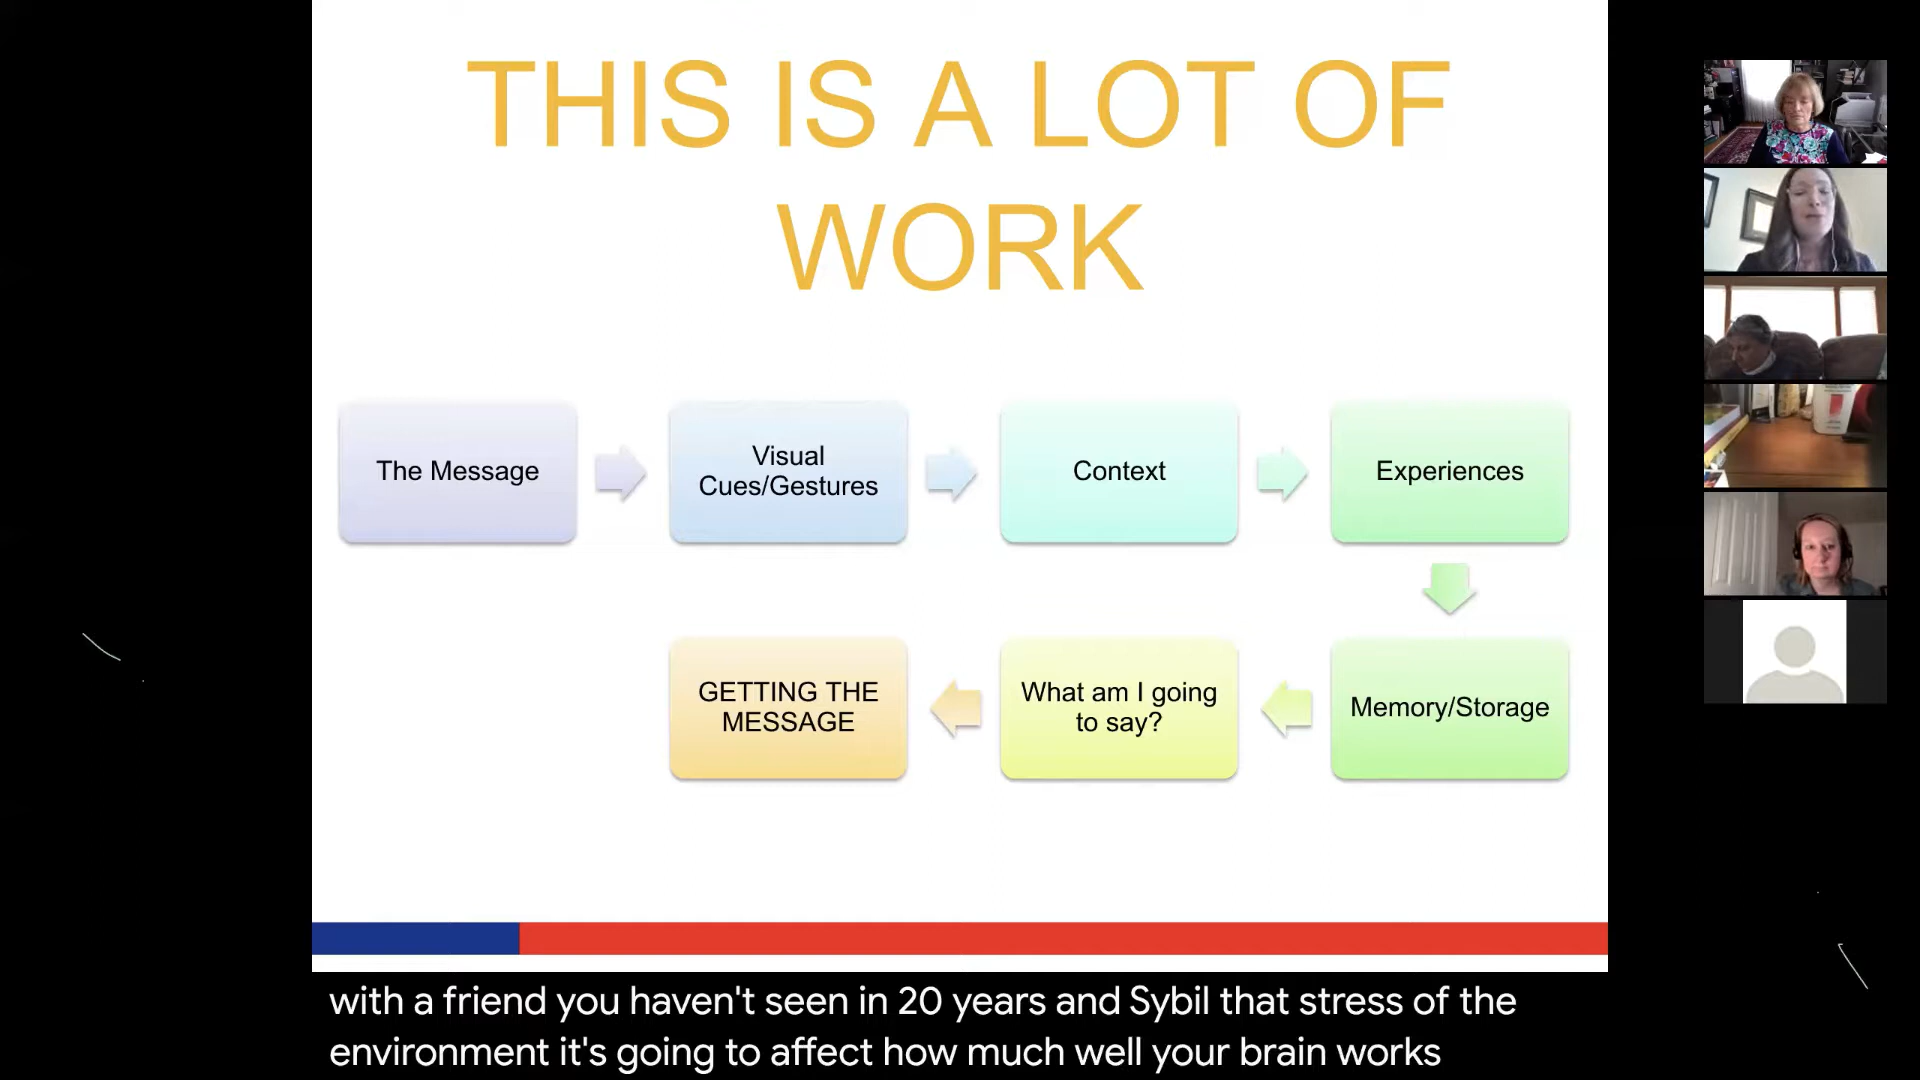 THIS IS A LOT OF
WORK
The Message
Visual
Cues/Gestures
Context
Experiences
GETTING THE
MESSAGE
What am I going
to say?
Memory/Storage
with a friend you haven't seen in 20 years and Sybil that stress of the
environment it's going to affect how much well your brain works